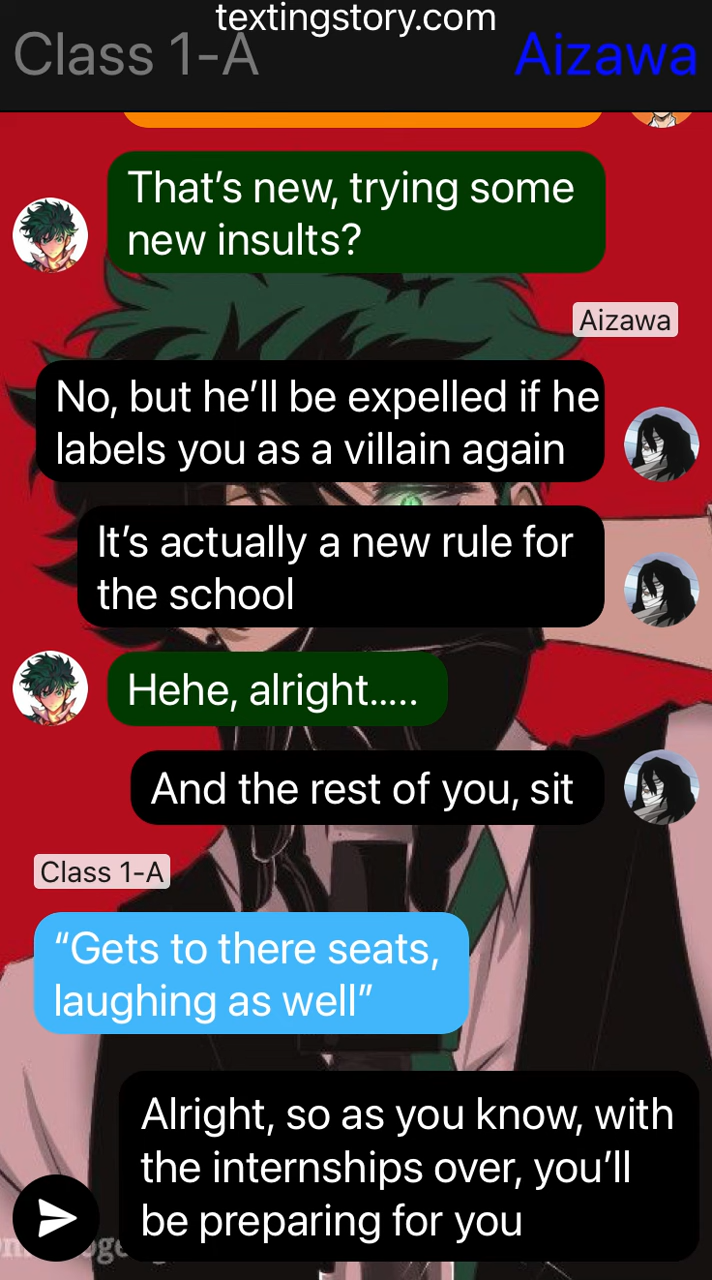 textingstory.com
Class 1-A
Aizawa
That’s new, trying some
new insults?
Aizawa
No, but he’ll be expelled if he
labels you as a villain again
It’s actually a new rule for
the school
Hehe, alright.....
And the rest of you, sit
Class 1-A
“Gets to there seats,
laughing as well”
Alright, so as you know, with
the internships over, you’ll
be preparing for you